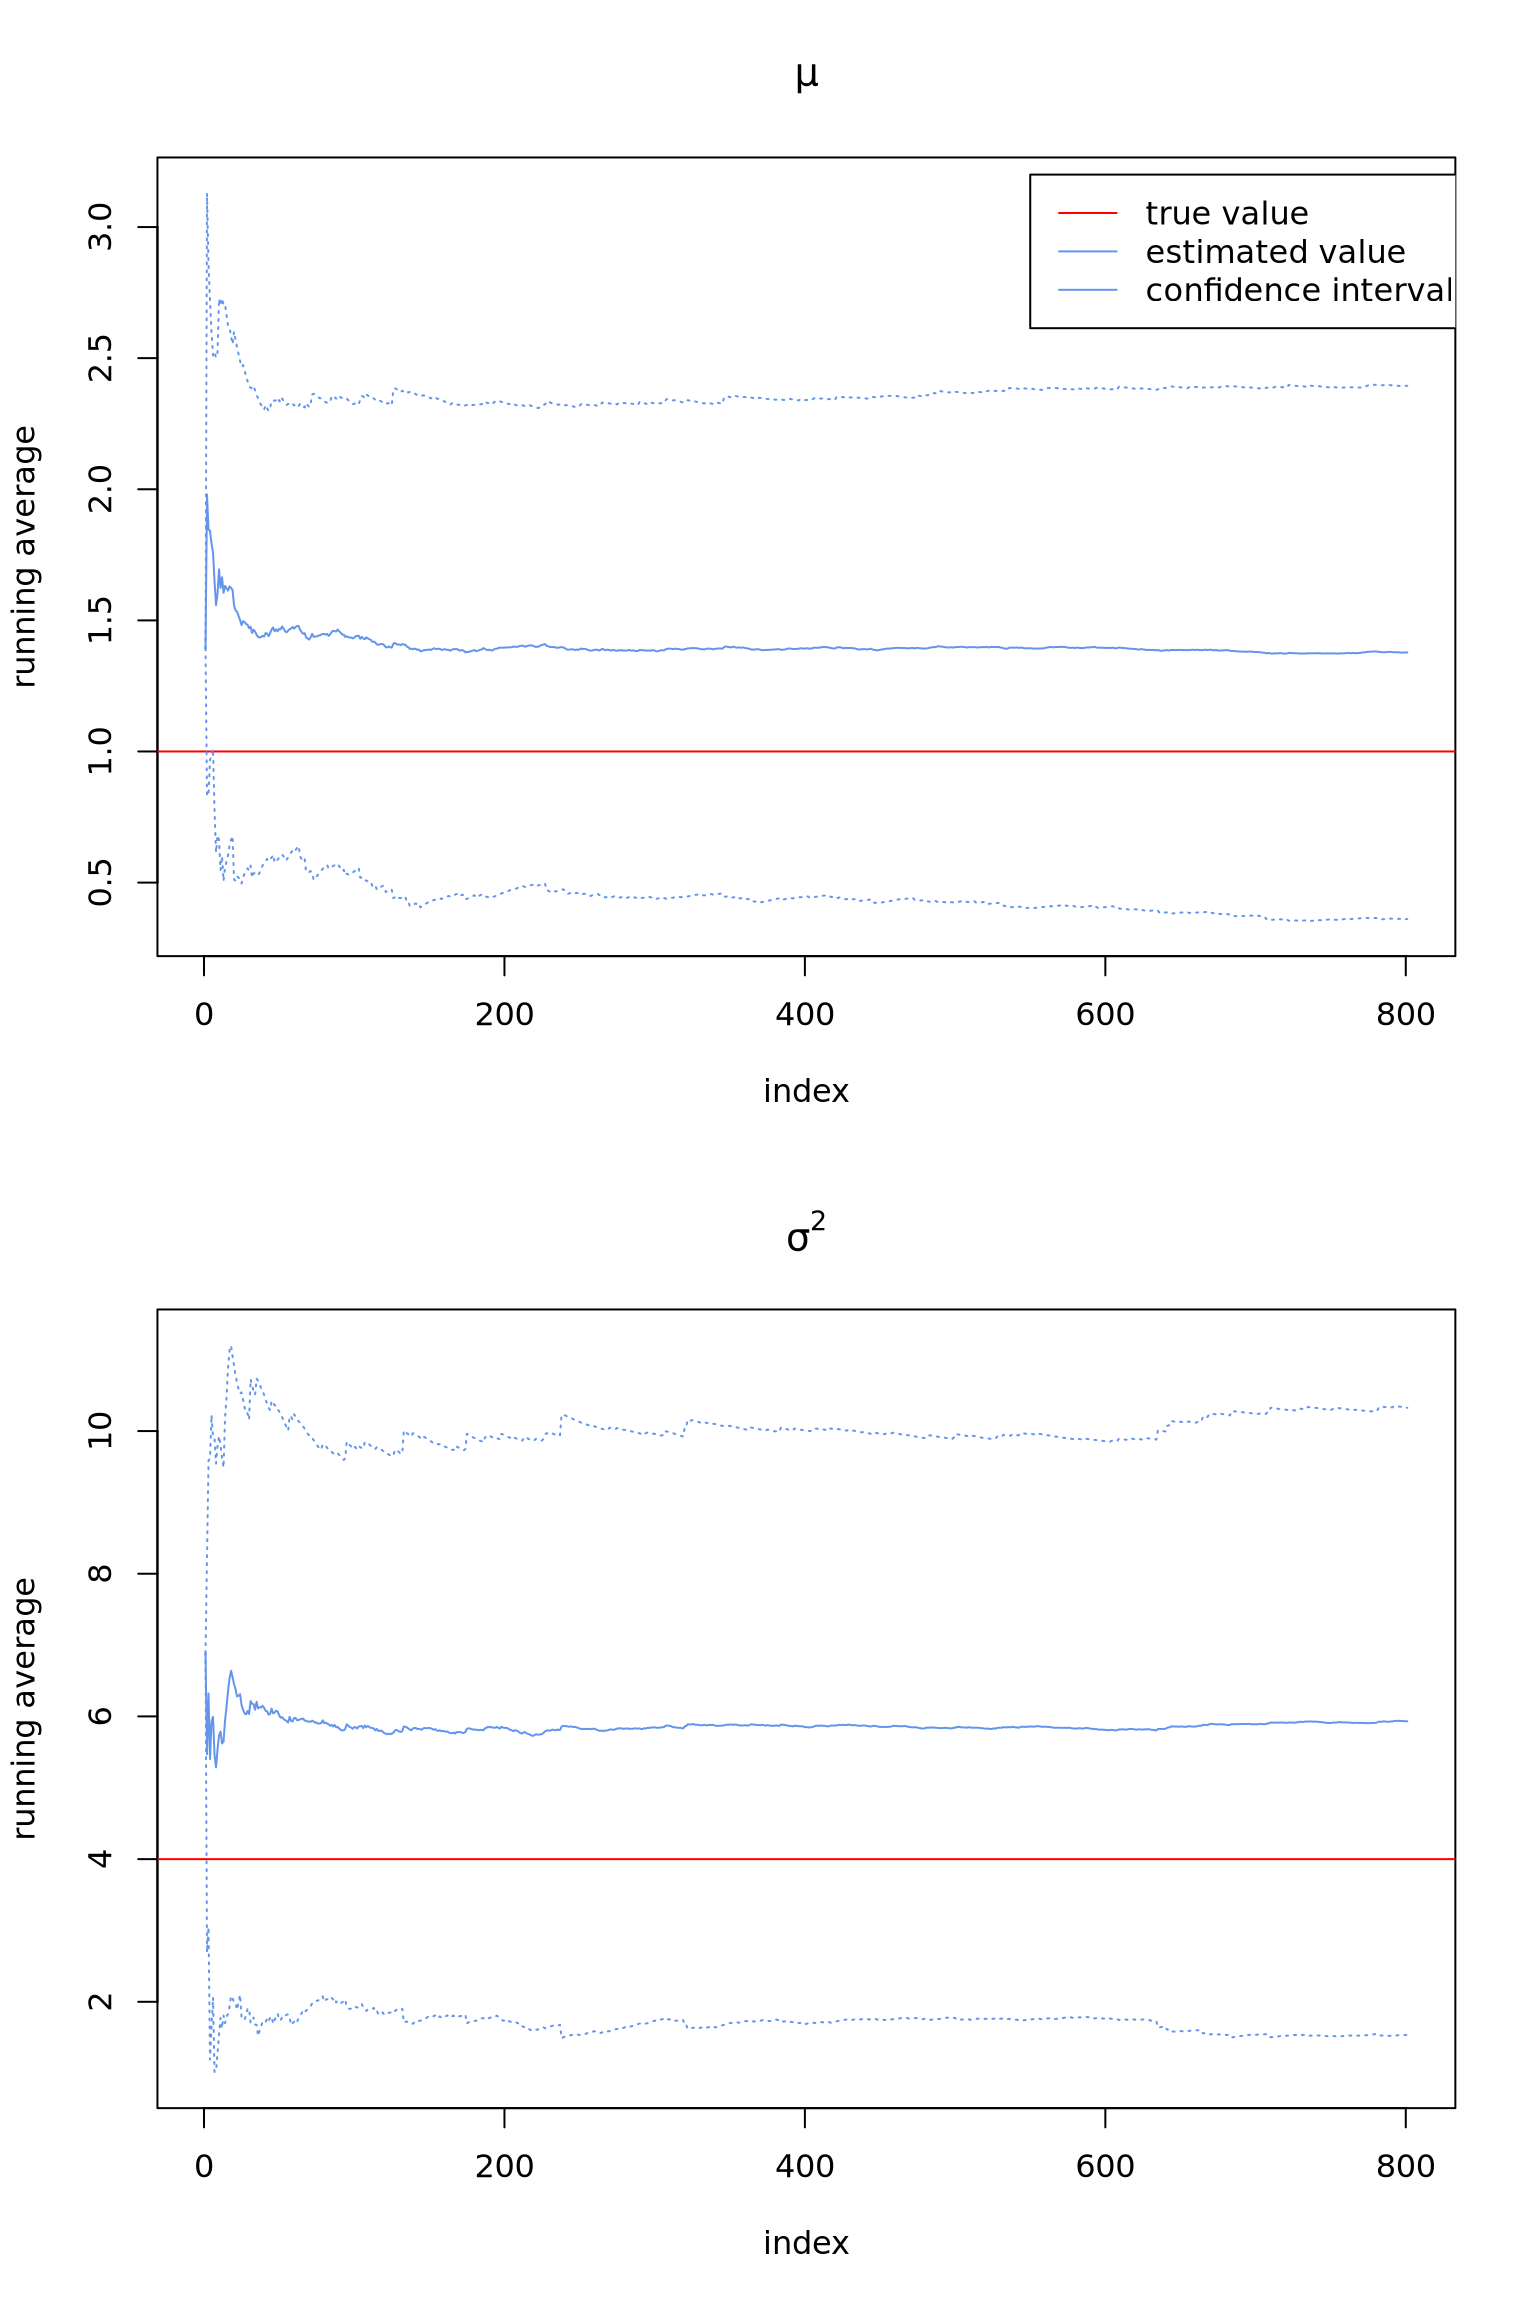 μ
3.0
2.5
2.0
1.5
1.0
0.5
running average
true value
estimated value
confidence interval
0 200 400 600 800
index
σ²
10
8
6
4
2
running average
0 200 400 600 800
index